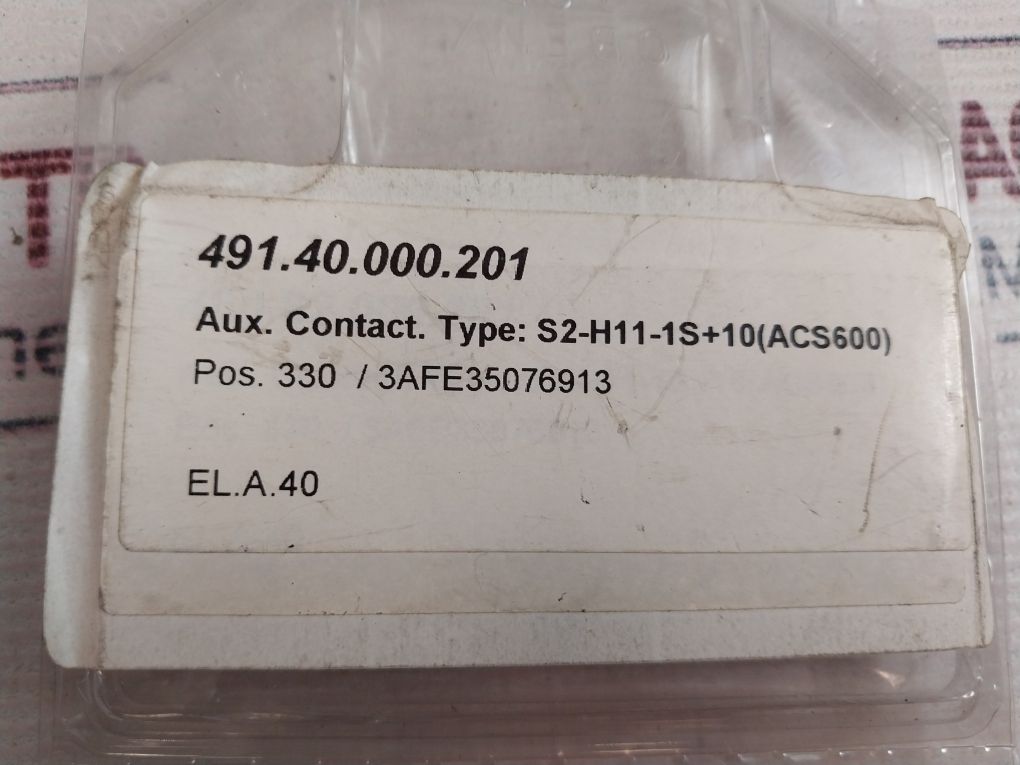 491.40.000.201
Aux. Contact. Type: S2-H11-1S+10(ACS600)
Pos. 330 / 3AFE35076913
EL.A.40